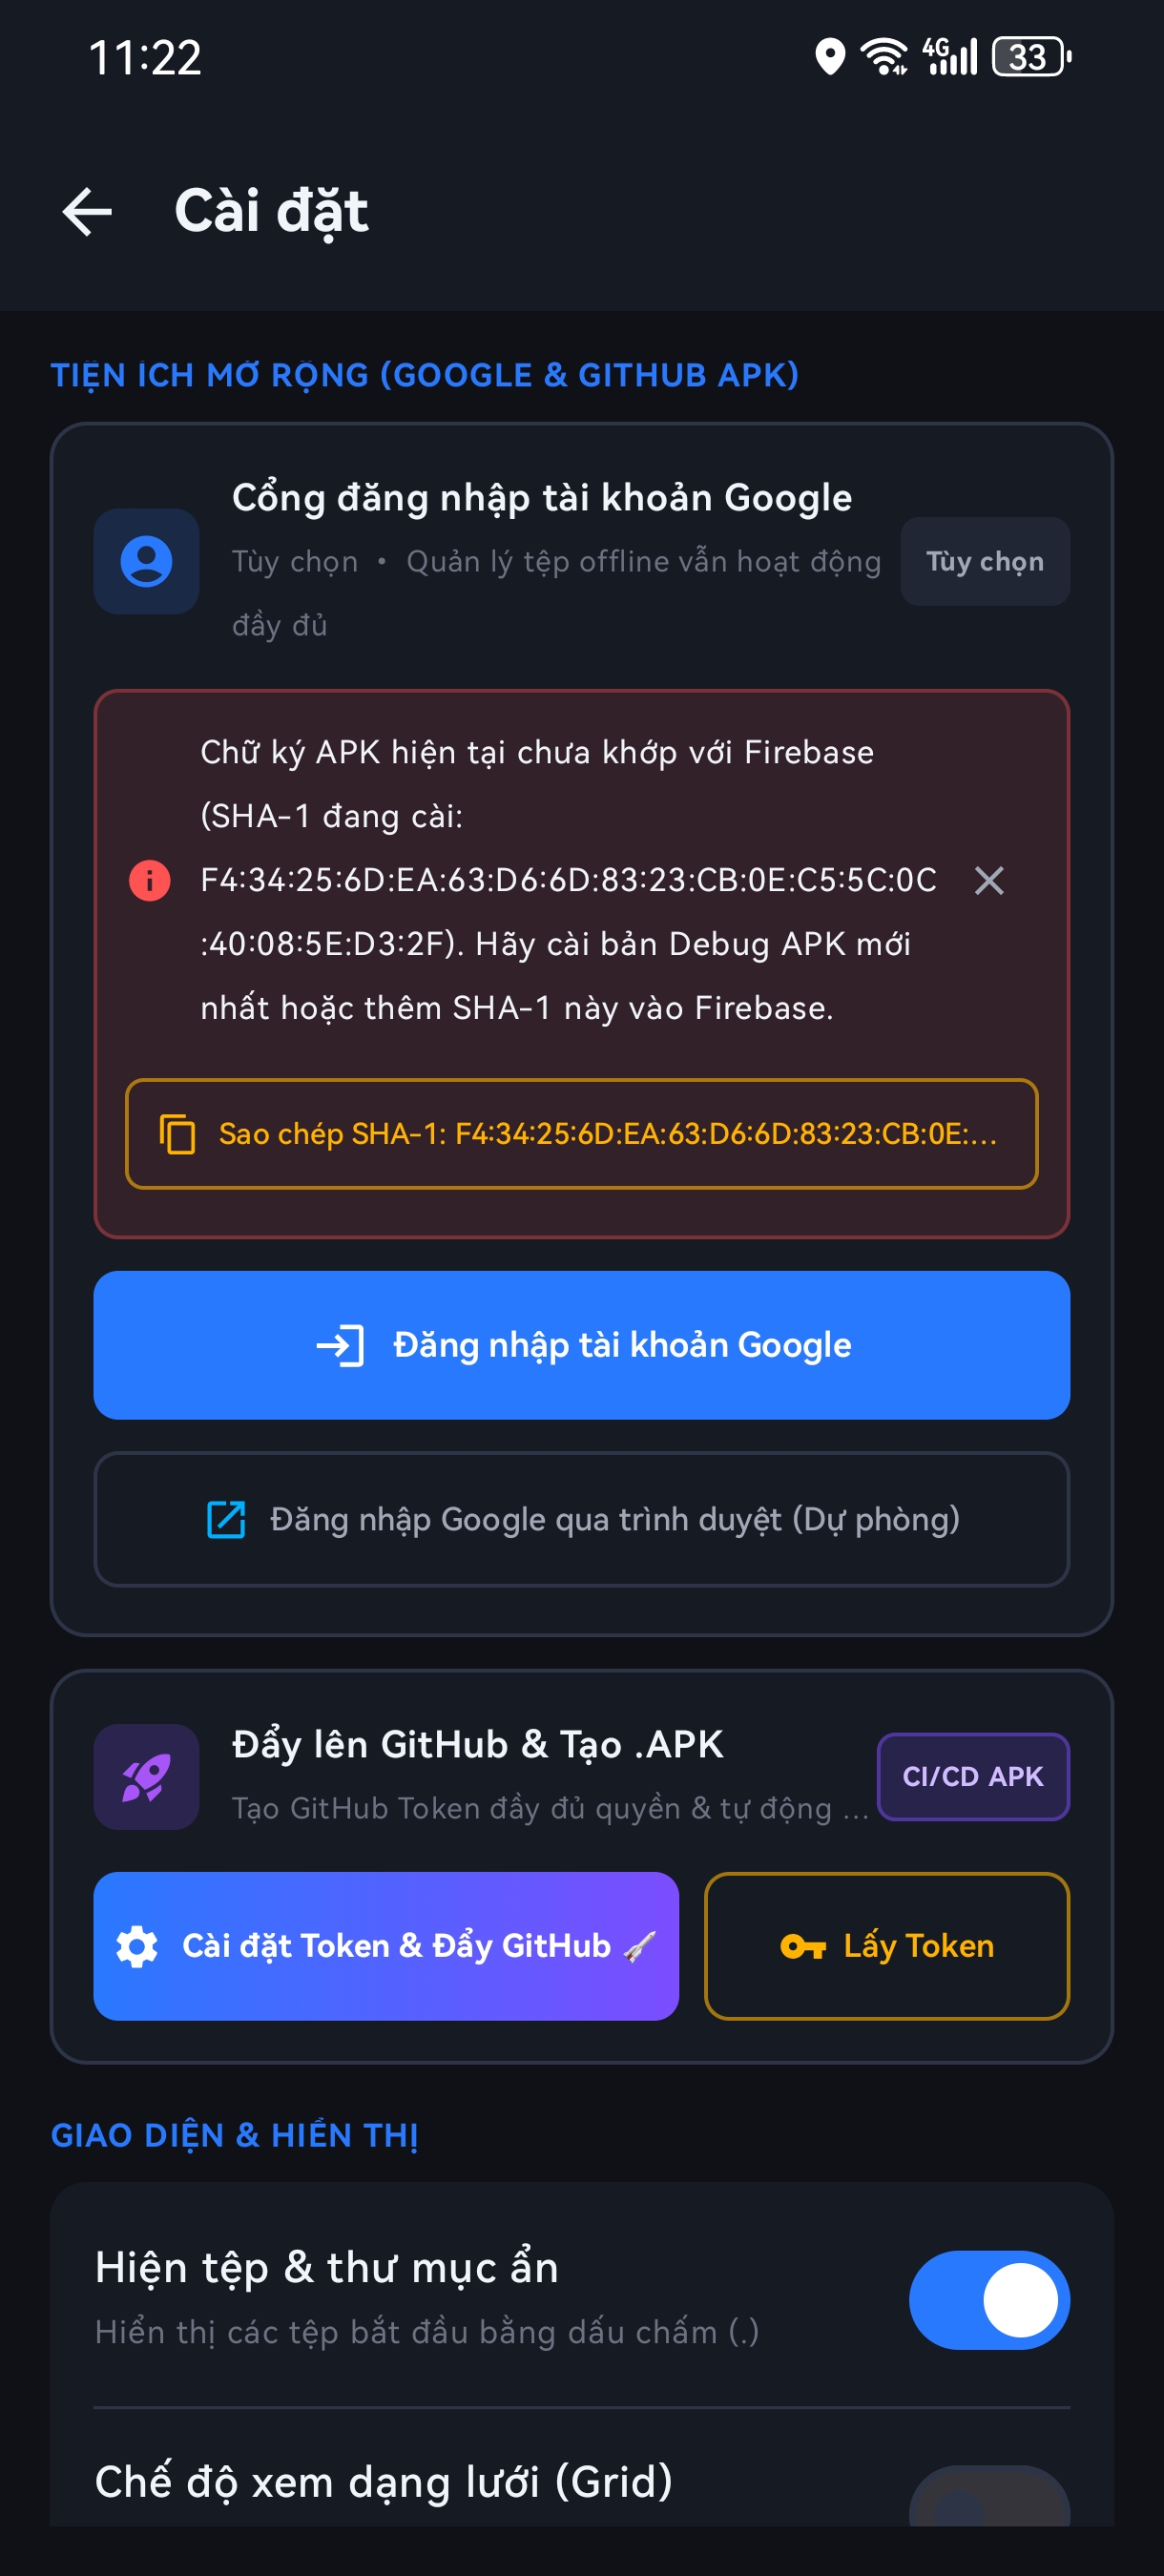 11:22
4G
33
Cài đặt
TIỆN ÍCH MỞ RỘNG (GOOGLE & GITHUB APK)
Cổng đăng nhập tài khoản Google
Tùy chọn • Quản lý tệp offline vẫn hoạt động
đầy đủ
Tùy chọn
Chữ ký APK hiện tại chưa khớp với Firebase
(SHA-1 đang cài:
F4:34:25:6D:EA:63:D6:6D:83:23:CB:0E:C5:5C:0C
:40:08:5E:D3:2F). Hãy cài bản Debug APK mới
nhất hoặc thêm SHA-1 này vào Firebase.
Sao chép SHA-1: F4:34:25:6D:EA:63:D6:6D:83:23:CB:0E:...
Đăng nhập tài khoản Google
Đăng nhập Google qua trình duyệt (Dự phòng)
Đẩy lên GitHub & Tạo .APK
Tạo GitHub Token đầy đủ quyền & tự động ...
CI/CD APK
Cài đặt Token & Đẩy GitHub 🚀
Lấy Token
GIAO DIỆN & HIỂN THỊ
Hiện tệp & thư mục ẩn
Hiển thị các tệp bắt đầu bằng dấu chấm (.)
Chế độ xem dạng lưới (Grid)